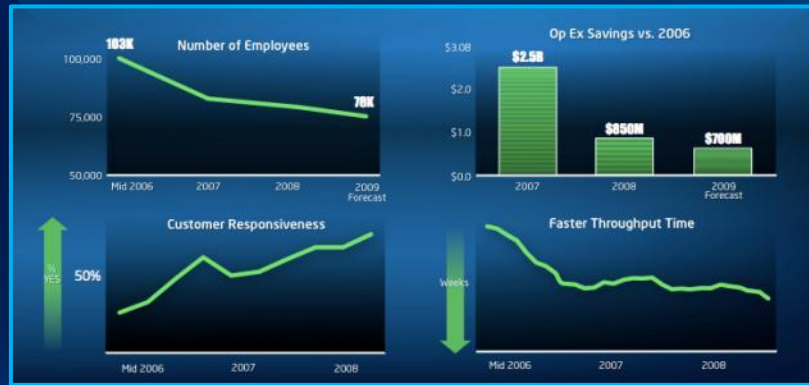 Number of Employees
103K
100,000
78K
75,000
50,000
Mid 2006
2007
2008
2009
Forecast
Op Ex Savings vs. 2006
$3.0B
$2.5B
$2.0
$1.0
$850M
$700M
$0.0
2007
2008
2009
Forecast
Customer Responsiveness
%
YES
50%
Mid 2006
2007
2008
Faster Throughput Time
Weeks
Mid 2006
2007
2008